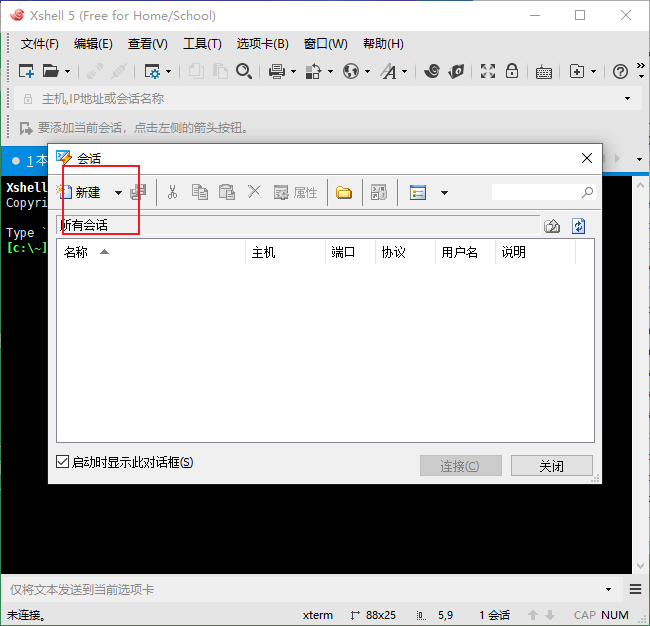 Xshell 5 (Free for Home/School)
文件(F) 编辑(E) 查看(V) 工具(T) 选项卡(B) 窗口(W) 帮助(H)
主机,IP地址或会话名称
要添加当前会话，点击左侧的箭头按钮。
1 本
会话
Xshell
Copyri
新建 属性
所有会话
Type `
[c:\~]
名称 主机 端口 协议 用户名 说明
启动时显示此对话框(S) 连接(C) 关闭
仅将文本发送到当前选项卡
未连接。 xterm 88x25 5,9 1 会话 CAP NUM